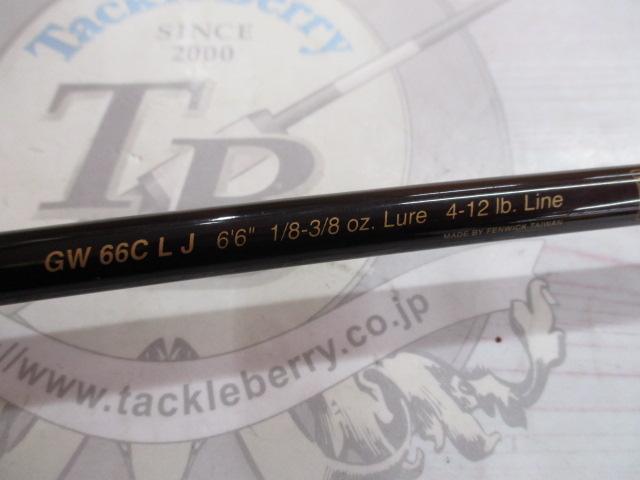 TackleBerry
SINCE
2000
TB
GW 66C L J 6'6" 1/8-3/8 oz. Lure 4-12 lb. Line
MADE BY FENWICK TAIWAN
//www.tackleberry.co.jp